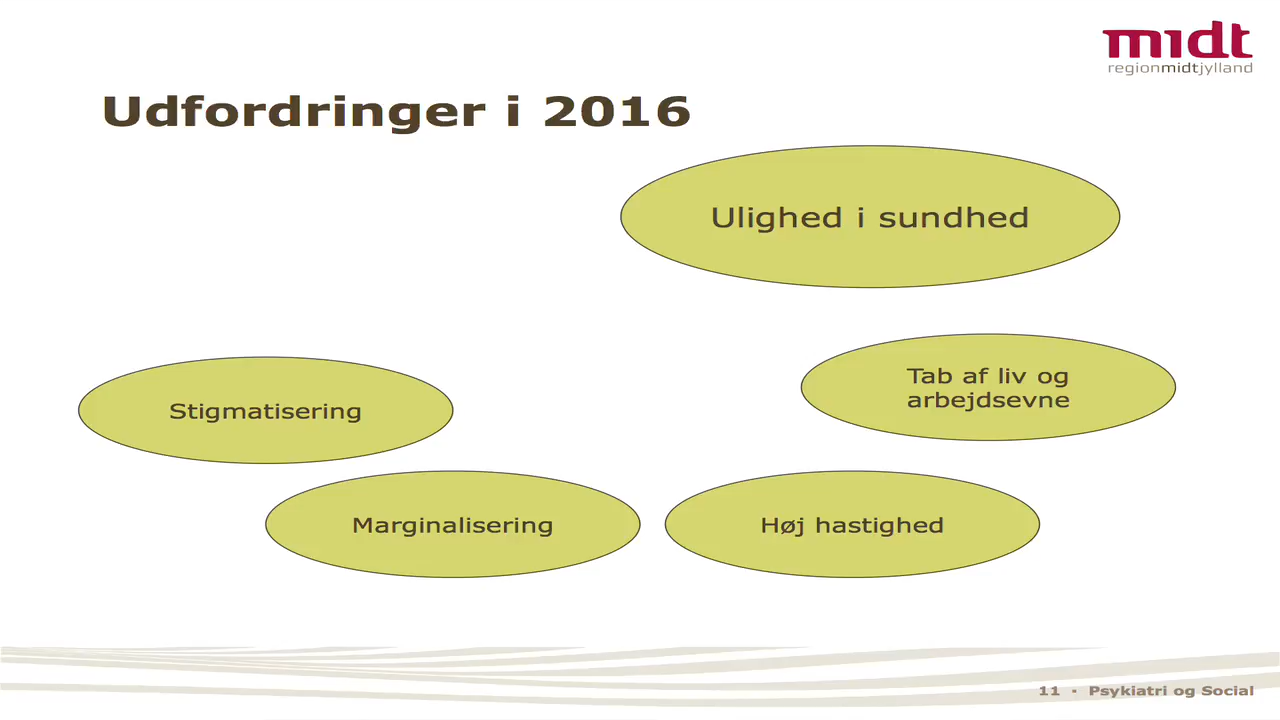 midt
regionmidtjylland
Udfordringer i 2016
Ulighed i sundhed
Tab af liv og
arbejdsevne
Stigmatisering
Marginalisering
Høj hastighed
11 • Psykiatri og Social